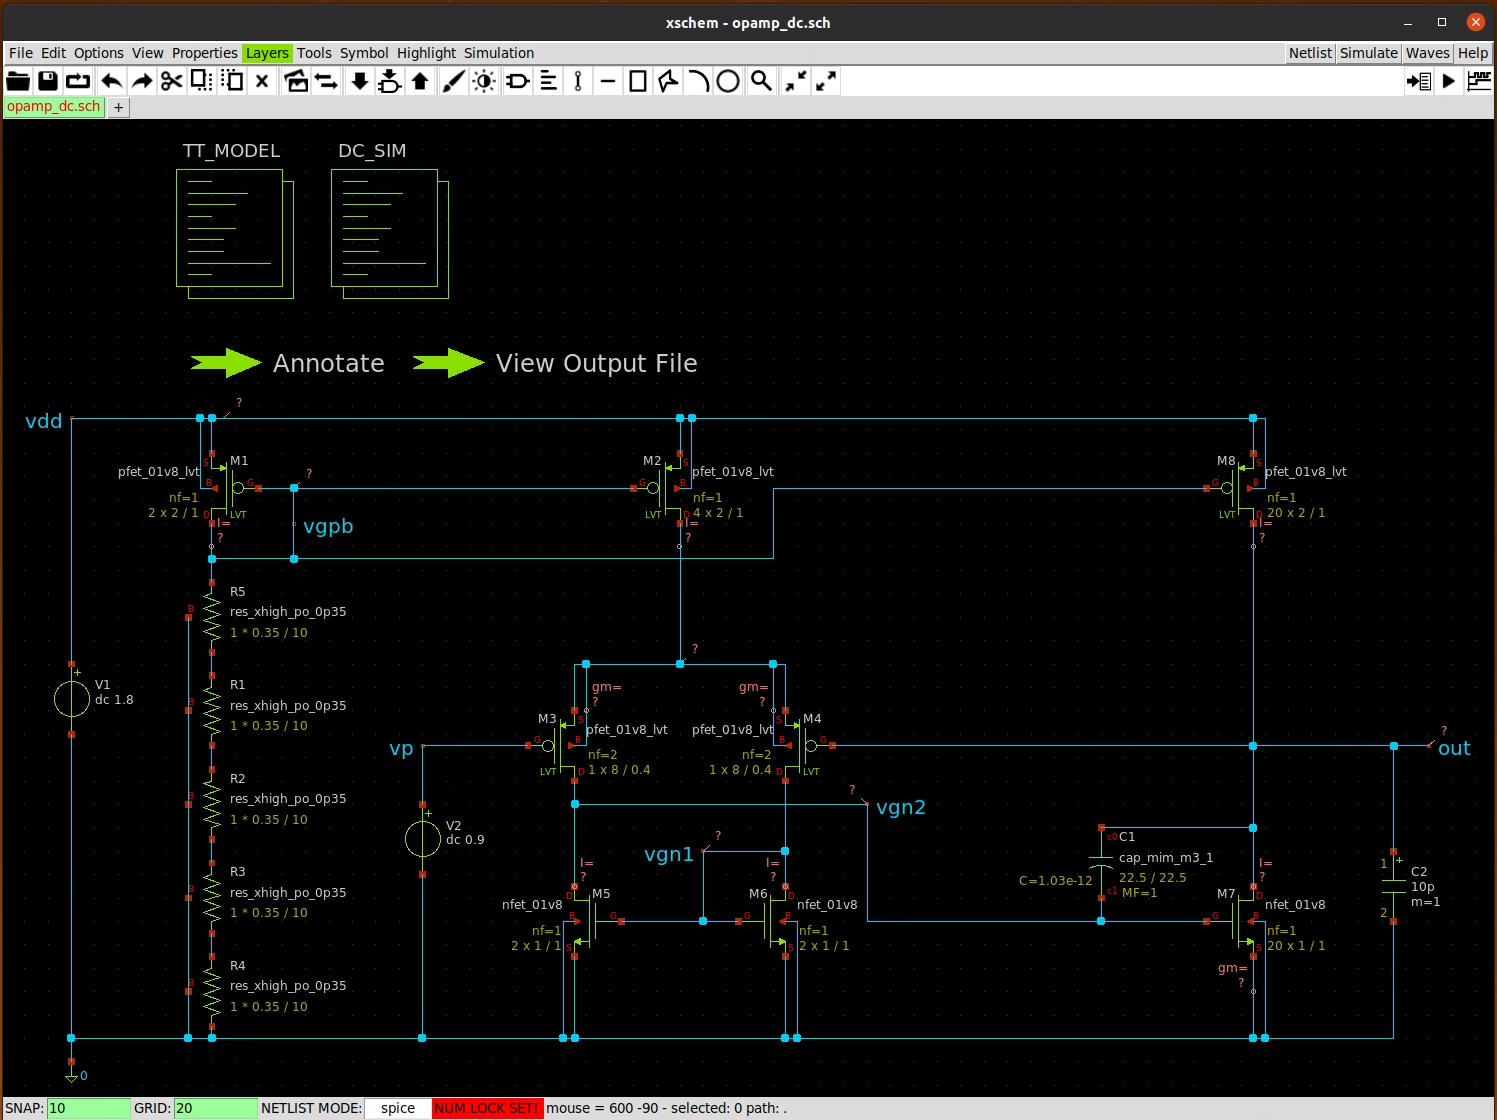 xschem - opamp_dc.sch
File Edit Options View Properties Layers Tools Symbol Highlight Simulation Netlist Simulate Waves Help
opamp_dc.sch +
TT_MODEL DC_SIM
Annotate View Output File
vdd ?
M1 M2 M8
pfet_01v8_lvt pfet_01v8_lvt pfet_01v8_lvt
S S S
B G ? G B G B
nf=1 nf=1 nf=1
2 x 2 / 1 4 x 2 / 1 20 x 2 / 1
D LVT LVT D LVT D
I= vgpb I= I=
? ? ?
R5
B res_xhigh_po_0p35
1 * 0.35 / 10
?
R1
gm= gm=
? ?
V1 + dc 1.8
B res_xhigh_po_0p35
1 * 0.35 / 10
M3 S S M4
pfet_01v8_lvt pfet_01v8_lvt
vp G B B G ? out
nf=2 nf=2
LVT D 1 x 8 / 0.4 1 x 8 / 0.4 D LVT
R2
B res_xhigh_po_0p35
1 * 0.35 / 10
? vgn2
V2 + dc 0.9
? vgn1
c0 C1
cap_mim_m3_1
C=1.03e-12 22.5 / 22.5
c1 MF=1
1 + C2
10p
2 m=1
R3
B res_xhigh_po_0p35
1 * 0.35 / 10
I= I= I=
? ? ?
D M5 M6 D M7 D
nfet_01v8 nfet_01v8 nfet_01v8
B G G B G B
nf=1 nf=1 nf=1
2 x 1 / 1 S S 2 x 1 / 1 S 20 x 1 / 1
gm=
?
R4
B res_xhigh_po_0p35
1 * 0.35 / 10
0
SNAP: 10 GRID: 20 NETLIST MODE: spice NUM LOCK SET! mouse = 600 -90 - selected: 0 path: .